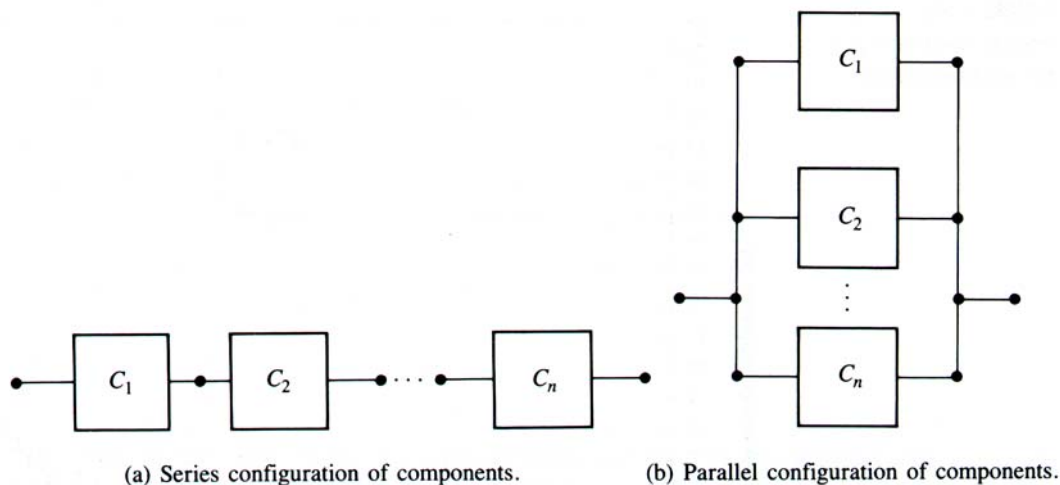 C₁
C₂
⋮
Cₙ
C₁
C₂
···
Cₙ
(a) Series configuration of components.
(b) Parallel configuration of components.